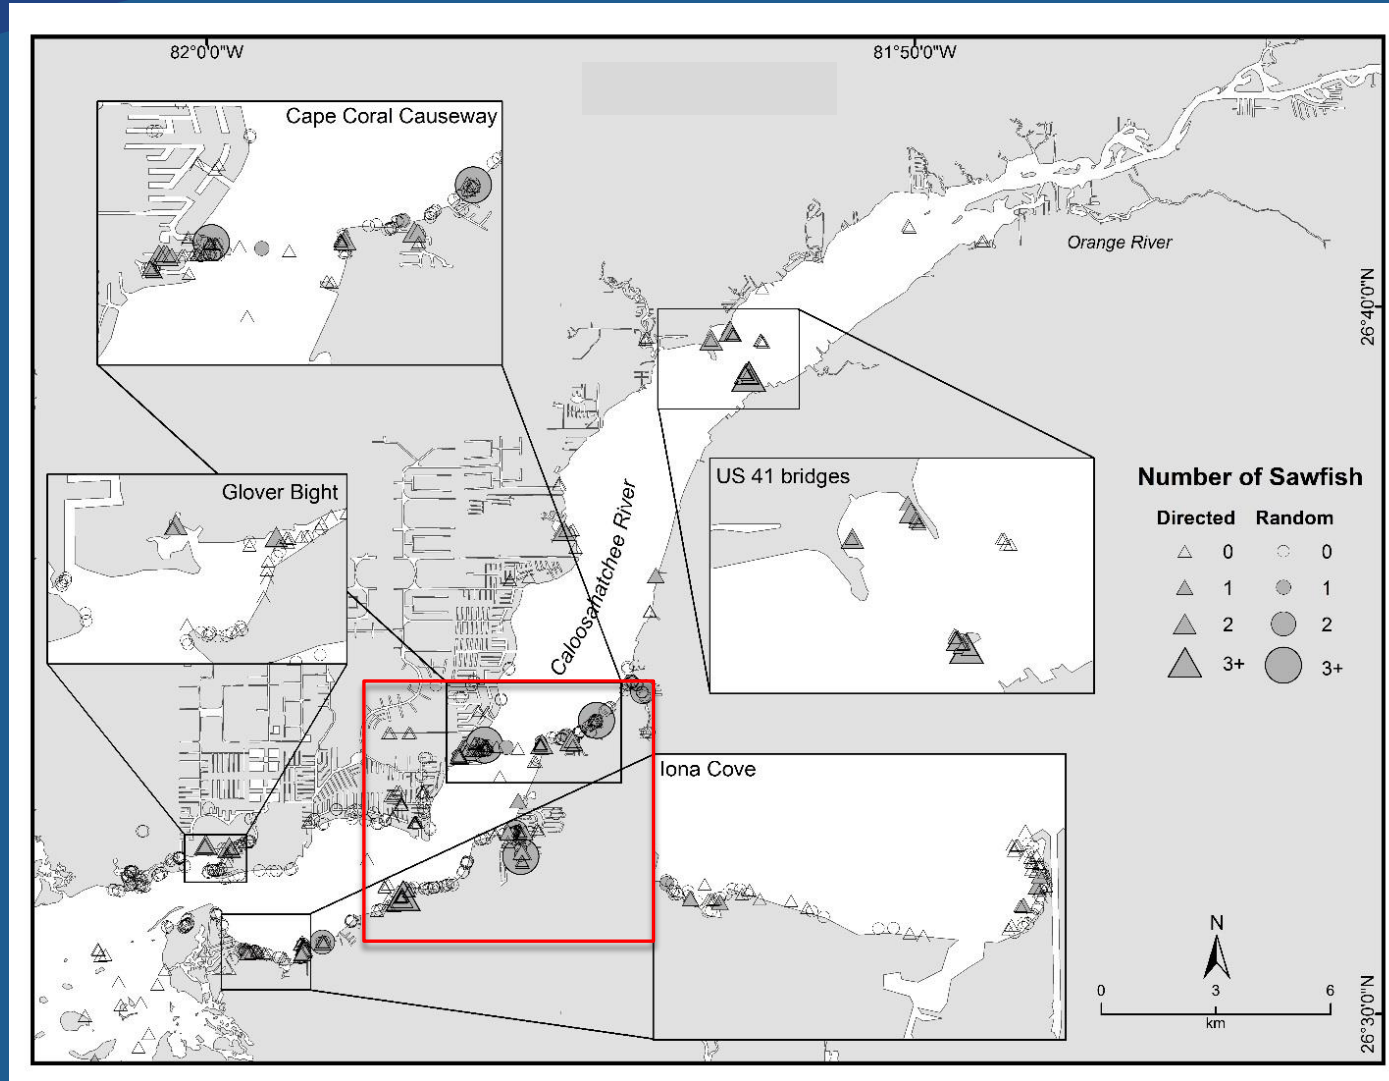 82°0'0"W
81°50'0"W
Cape Coral Causeway
Orange River
26°40'0"N
Glover Bight
US 41 bridges
Caloosahatchee River
Number of Sawfish
Directed Random
0 0
1 1
2 2
3+ 3+
Iona Cove
N
0 3 6
km
26°30'0"N